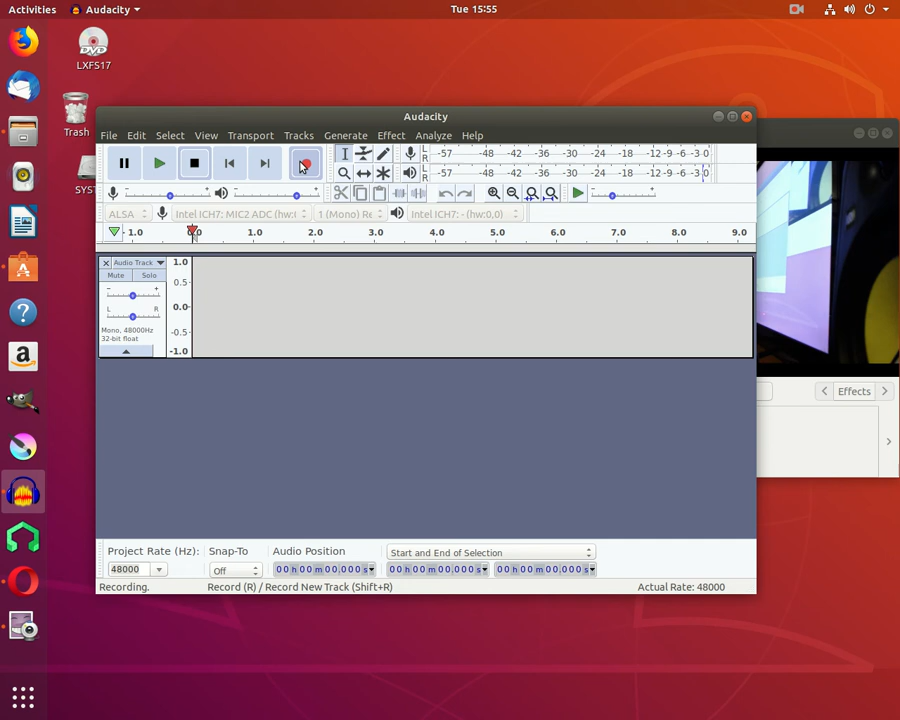 Activities Audacity Tue 15:55
LXFS17
Trash
SYST
Audacity
File Edit Select View Transport Tracks Generate Effect Analyze Help
L R -57 -48 -42 -36 -30 -24 -18 -12 -9 -6 -3 0
L R -57 -48 -42 -36 -30 -24 -18 -12 -9 -6 -3 0
ALSA Intel ICH7: MIC2 ADC (hw:( 1 (Mono) Re Intel ICH7: - (hw:0,0)
1.0 0.0 1.0 2.0 3.0 4.0 5.0 6.0 7.0 8.0 9.0
Audio Track 1.0
Mute Solo
0.5
- +
L R 0.0
Mono, 48000Hz -0.5
32-bit float
-1.0
Effects
Project Rate (Hz): Snap-To Audio Position Start and End of Selection
48000 Off 00 h 00 m 00,000 s 00 h 00 m 00,000 s 00 h 00 m 00,000 s
Recording. Record (R) / Record New Track (Shift+R) Actual Rate: 48000